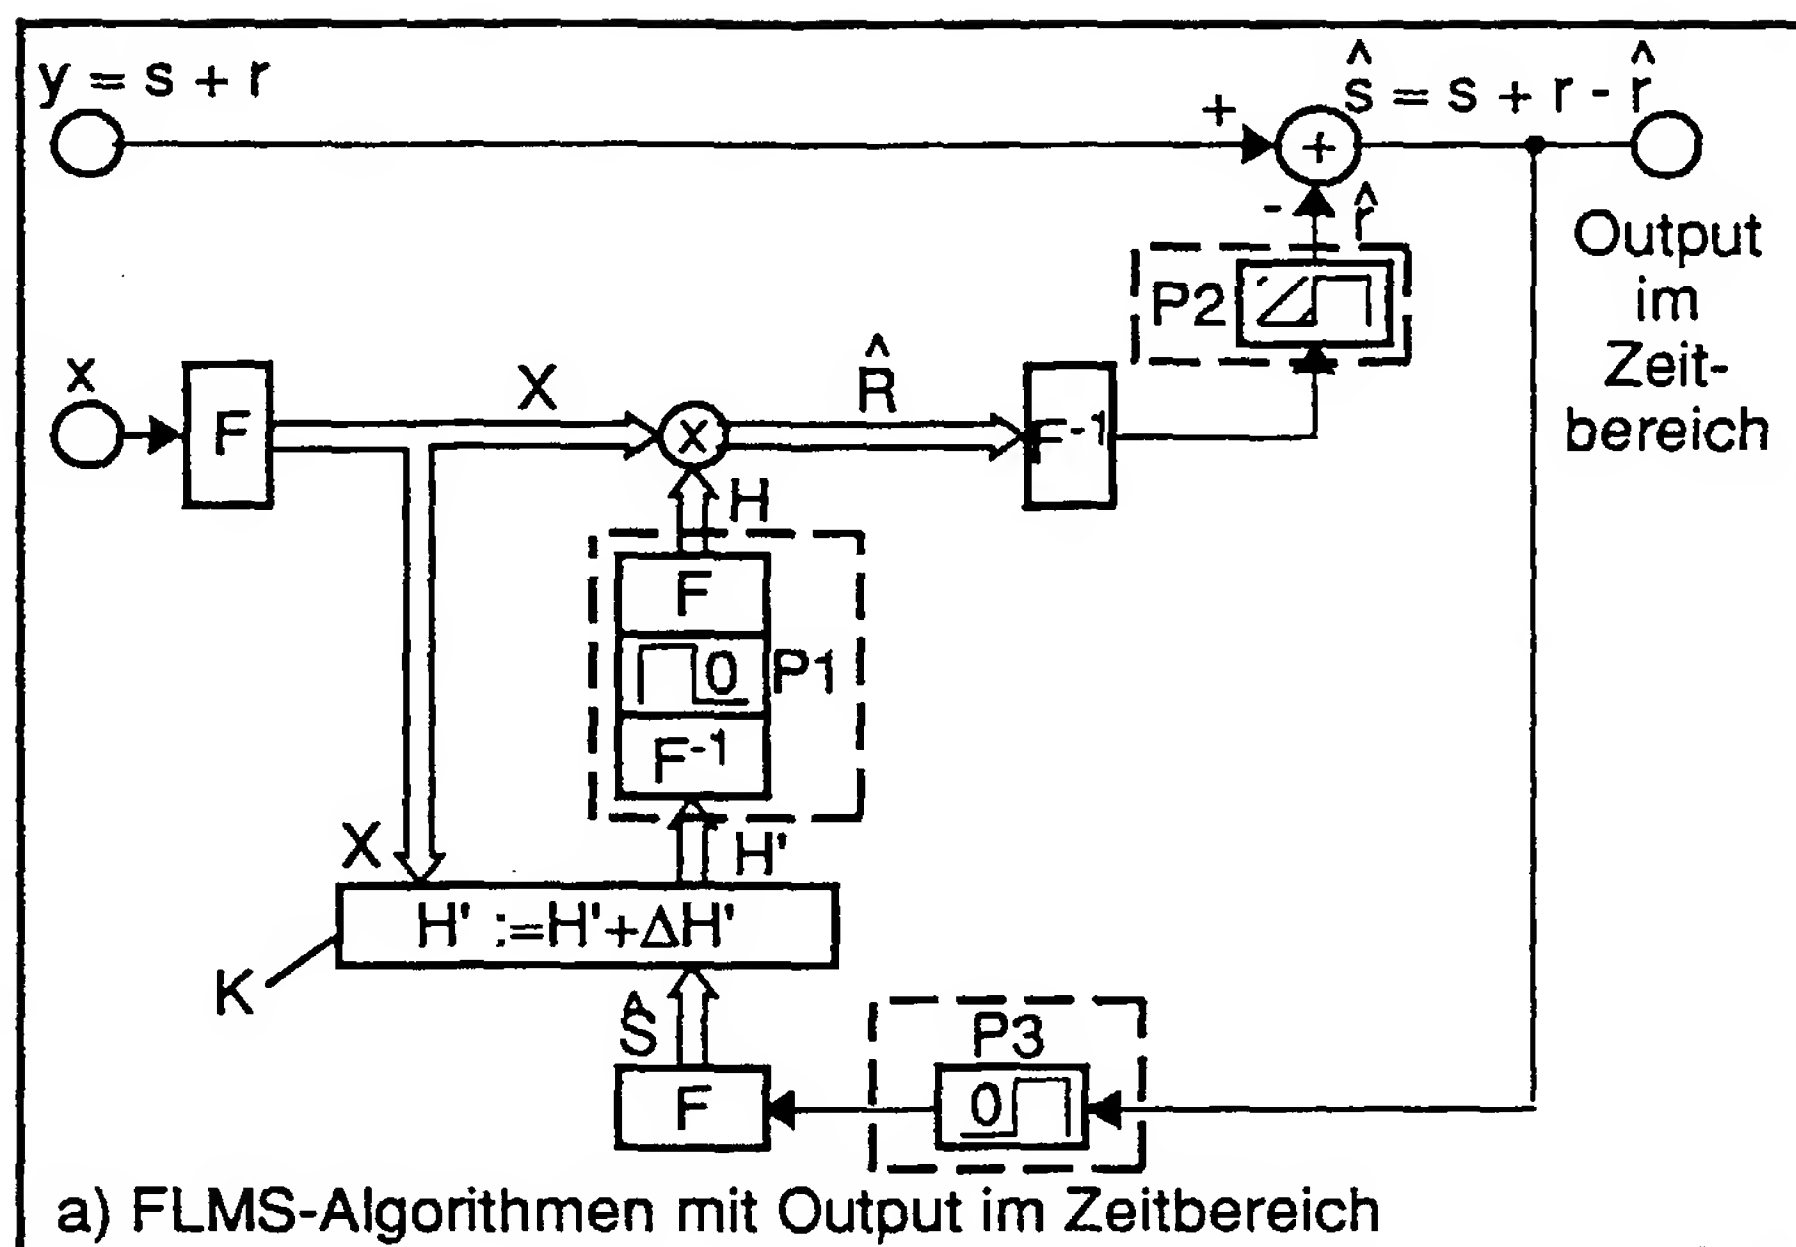 y = s + r
ŝ = s + r - r̂
+
+
-
r̂
Output
im
Zeit-
bereich
P2
x
F
X
x
R̂
F-1
H
F
0
P1
F-1
X
H'
H' :=H'+ΔH'
K
Ŝ
P3
F
0
a) FLMS-Algorithmen mit Output im Zeitbereich